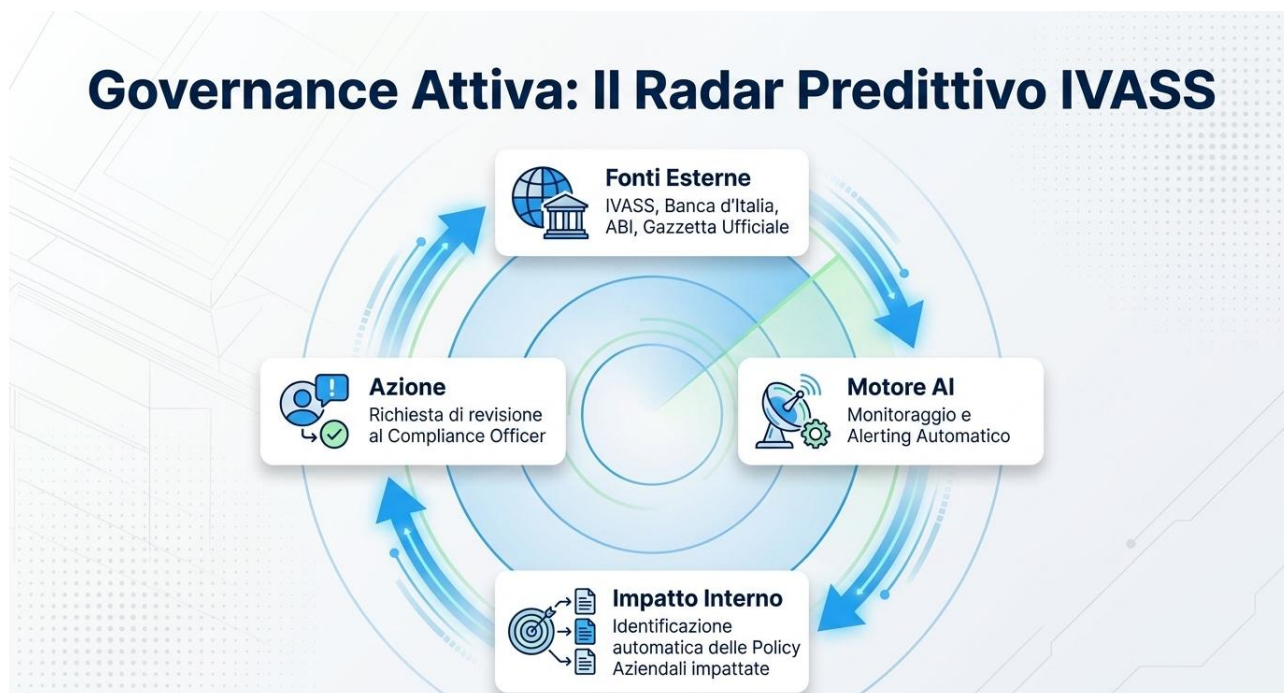 Governance Attiva: Il Radar Predittivo IVASS
Fonti Esterne
IVASS, Banca d'Italia,
ABI, Gazzetta Ufficiale
Azione
Richiesta di revisione
al Compliance Officer
Motore AI
Monitoraggio e
Alerting Automatico
Impatto Interno
Identificazione
automatica delle Policy
Aziendali impattate